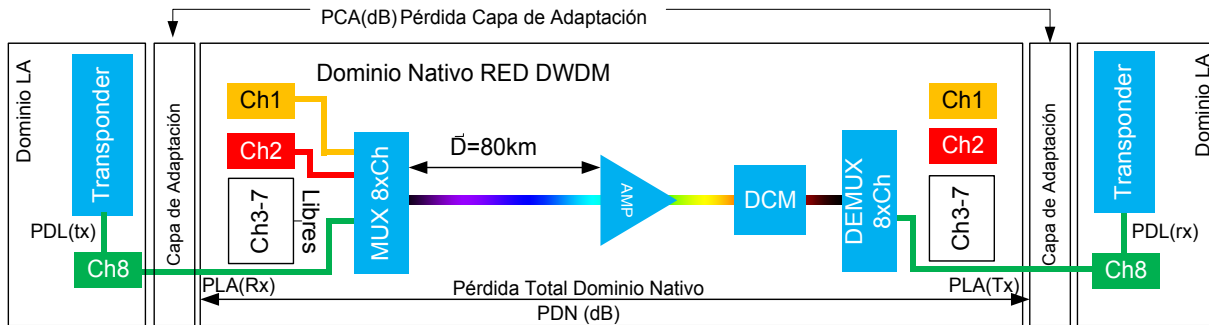 PCA(dB) Pérdida Capa de Adaptación
Dominio LA
Transponder
PDL(tx)
Ch8
Capa de Adaptación
Dominio Nativo RED DWDM
Ch1
Ch2
Ch3-7
Libres
MUX 8xCh
D̄=80km
AMP
DCM
DEMUX
8xCh
Ch1
Ch2
Ch3-7
PLA(Rx)
Pérdida Total Dominio Nativo
PDN (dB)
PLA(Tx)
Capa de Adaptación
Dominio LA
Transponder
PDL(rx)
Ch8